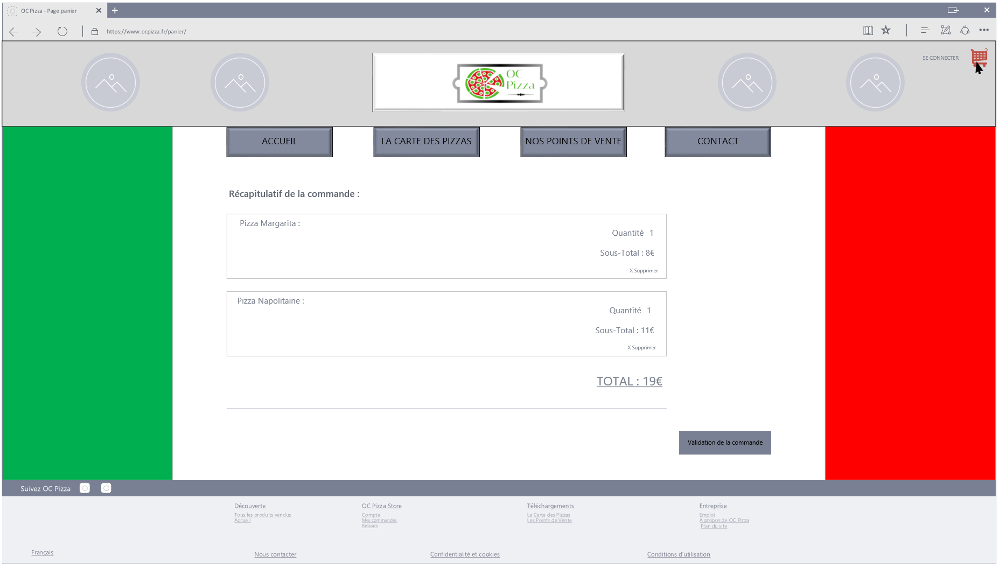 OC Pizza - Page panier
https://www.ocpizza.fr/panier/
SE CONNECTER
2
OC
Pizza
ACCUEIL
LA CARTE DES PIZZAS
NOS POINTS DE VENTE
CONTACT
Récapitulatif de la commande :
Pizza Margarita :
Quantité 1
Sous-Total : 8€
X Supprimer
Pizza Napolitaine :
Quantité 1
Sous-Total : 11€
X Supprimer
TOTAL : 19€
Validation de la commande
Suivez OC Pizza
Découverte
Tous les produits vendus
Accueil
OC Pizza Store
Compte
Mes commandes
Retours
Téléchargements
La Carte des Pizzas
Les Points de Vente
Entreprise
Emploi
À propos de OC Pizza
Plan du site
Français
Nous contacter
Confidentialité et cookies
Conditions d'utilisation